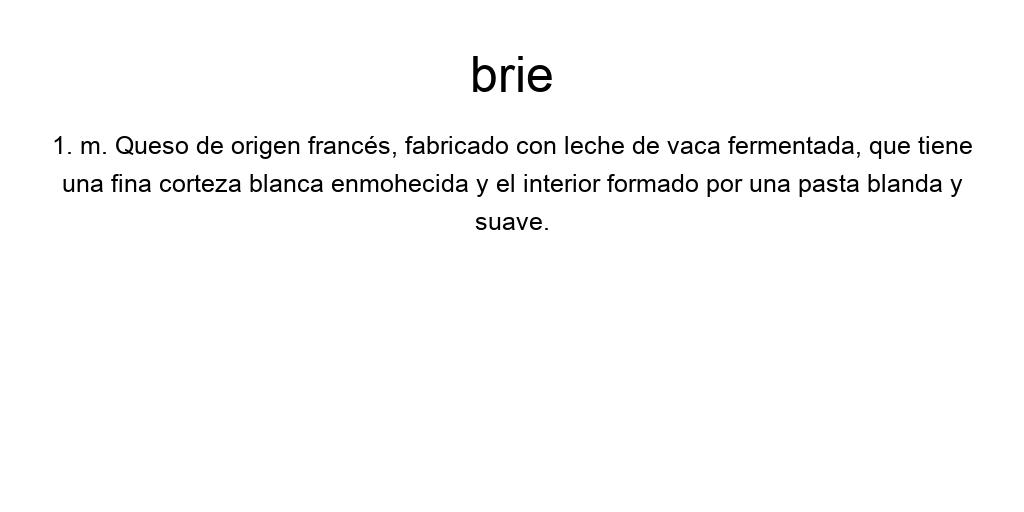 brie
1. m. Queso de origen francés, fabricado con leche de vaca fermentada, que tiene
una fina corteza blanca enmohecida y el interior formado por una pasta blanda y
suave.